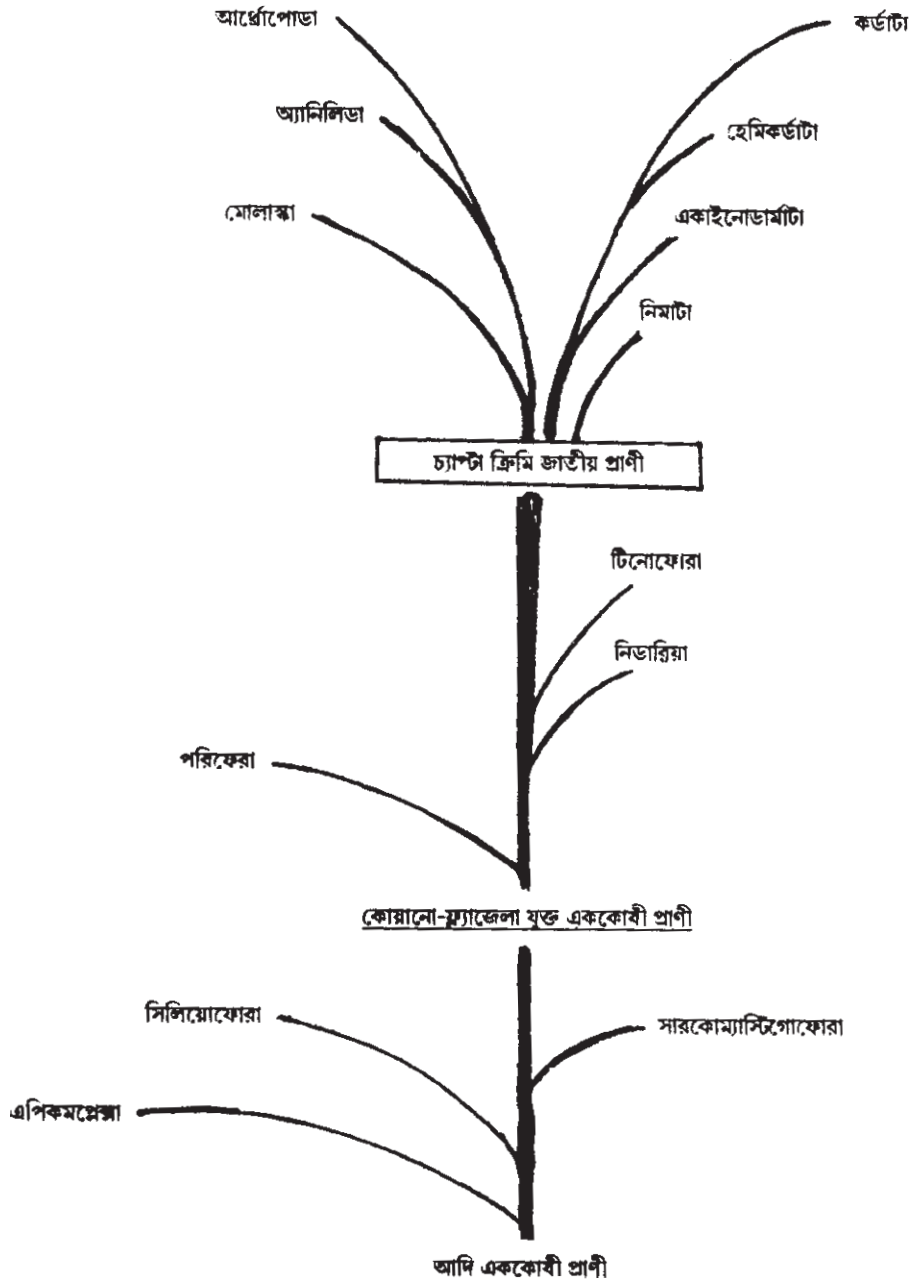 আর্থ্রোপোডা
কর্ডাটা
অ্যানিলিডা
হেমিকর্ডাটা
মোলাস্কা
একাইনোডার্মাটা
নিমাটা
চ্যাপ্টা ক্রিমি জাতীয় প্রাণী
টিনোফোরা
নিডারিয়া
পরিফেরা
কোয়ানো-ফ্ল্যাজেলা যুক্ত এককোষী প্রাণী
সিলিয়োফোরা
সারকোম্যাস্টিগোফোরা
এপিকমপ্লেক্সা
আদি এককোষী প্রাণী